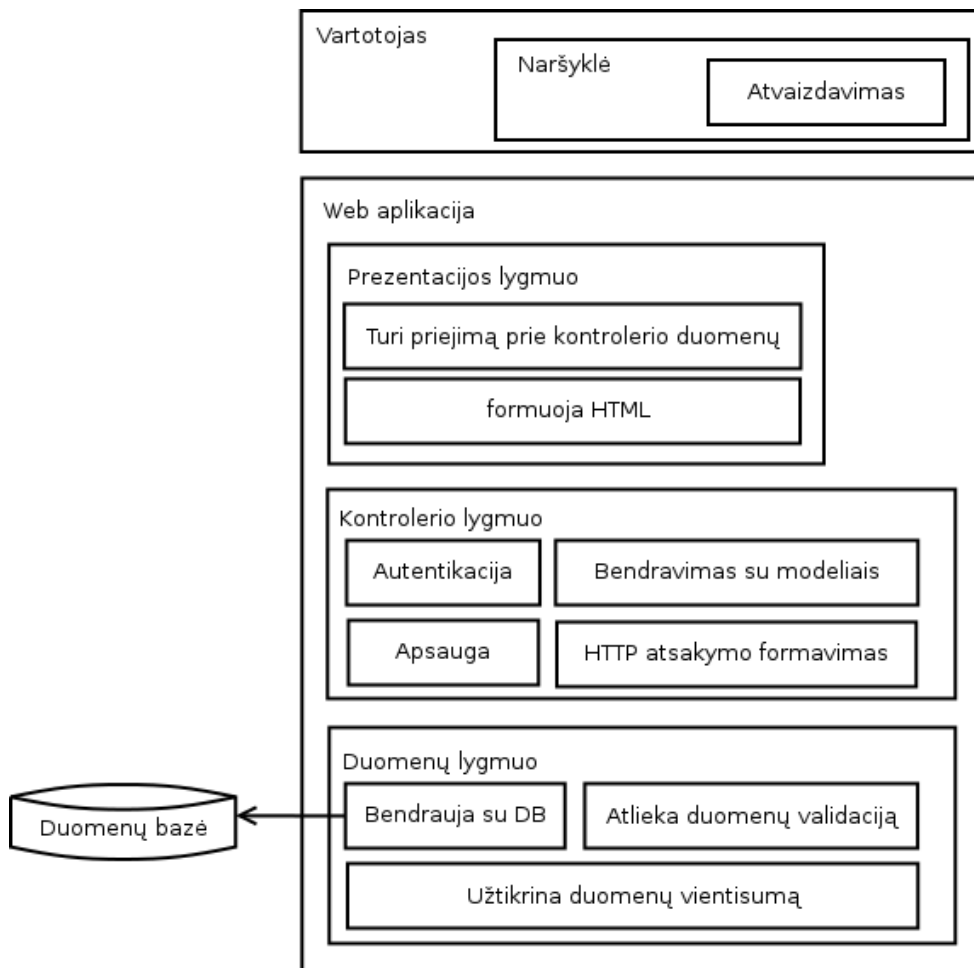 Vartotojas
Naršyklė
Atvaizdavimas
Web aplikacija
Prezentacijos lygmuo
Turi priejimą prie kontrolerio duomenų
formuoja HTML
Kontrolerio lygmuo
Autentikacija
Bendravimas su modeliais
Apsauga
HTTP atsakymo formavimas
Duomenų lygmuo
Bendrauja su DB
Atlieka duomenų validaciją
Duomenų bazė
Užtikrina duomenų vientisumą